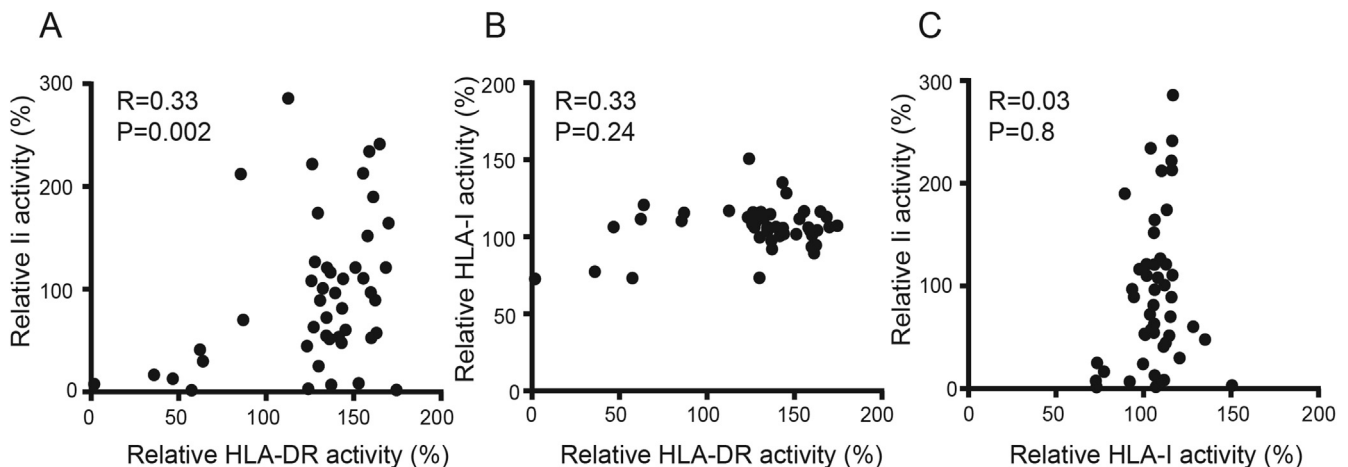 A
R=0.33
P=0.002
Relative Ii activity (%)
300
200
100
0
0
50
100
150
200
Relative HLA-DR activity (%)
B
R=0.33
P=0.24
Relative HLA-I activity (%)
200
150
100
50
0
0
50
100
150
200
Relative HLA-DR activity (%)
C
R=0.03
P=0.8
Relative Ii activity (%)
300
200
100
0
0
50
100
150
200
Relative HLA-I activity (%)